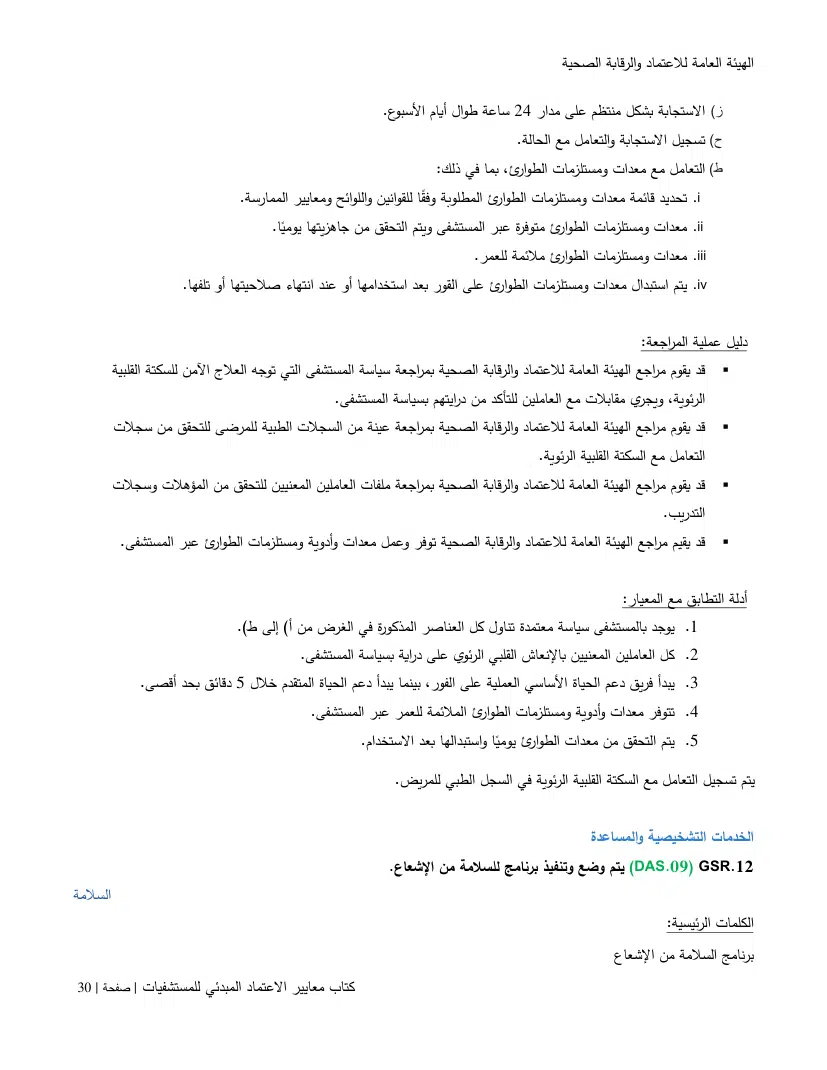 الهيئة العامة للاعتماد والرقابة الصحية
ز) الاستجابة بشكل منتظم على مدار 24 ساعة طوال أيام الأسبوع.
ح) تسجيل الاستجابة والتعامل مع الحالة.
ط) التعامل مع معدات ومستلزمات الطوارئ، بما في ذلك:
i. تحديد قائمة معدات ومستلزمات الطوارئ المطلوبة وفقًا للقوانين واللوائح ومعايير الممارسة.
ii. معدات ومستلزمات الطوارئ متوفرة عبر المستشفى ويتم التحقق من جاهزيتها يوميًا.
iii. معدات ومستلزمات الطوارئ ملائمة للعمر.
iv. يتم استبدال معدات ومستلزمات الطوارئ على القور بعد استخدامها أو عند انتهاء صلاحيتها أو تلفها.
دليل عملية المراجعة:
▪ قد يقوم مراجع الهيئة العامة للاعتماد والرقابة الصحية بمراجعة سياسة المستشفى التي توجه العلاج الآمن للسكتة القلبية
الرئوية، ويجري مقابلات مع العاملين للتأكد من درايتهم بسياسة المستشفى.
▪ قد يقوم مراجع الهيئة العامة للاعتماد والرقابة الصحية بمراجعة عينة من السجلات الطبية للمرضى للتحقق من سجلات
التعامل مع السكتة القلبية الرئوية.
▪ قد يقوم مراجع الهيئة العامة للاعتماد والرقابة الصحية بمراجعة ملفات العاملين المعنيين للتحقق من المؤهلات وسجلات
التدريب.
▪ قد يقيم مراجع الهيئة العامة للاعتماد والرقابة الصحية توفر وعمل معدات وأدوية ومستلزمات الطوارئ عبر المستشفى.
أدلة التطابق مع المعيار:
1. يوجد بالمستشفى سياسة معتمدة تتاول كل العناصر المذكورة في الغرض من أ) إلى ط).
2. كل العاملين المعنيين بالإنعاش القلبي الرئوي على دراية بسياسة المستشفى.
3. يبدأ فريق دعم الحياة الأساسي العملية على الفور، بينما يبدأ دعم الحياة المتقدم خلال 5 دقائق بحد أقصى.
4. تتوفر معدات وأدوية ومستلزمات الطوارئ الملائمة للعمر عبر المستشفى.
5. يتم التحقق من معدات الطوارئ يوميًا واستبدالها بعد الاستخدام.
يتم تسجيل التعامل مع السكتة القلبية الرئوية في السجل الطبي للمريض.
الخدمات التشخيصية والمساعدة
GSR.12 (DAS.09) يتم وضع وتنفيذ برنامج للسلامة من الإشعاع.
السلامة
الكلمات الرئيسية:
برنامج السلامة من الإشعاع
كتاب معايير الاعتماد المبدئي للمستشفيات | صفحة | 30